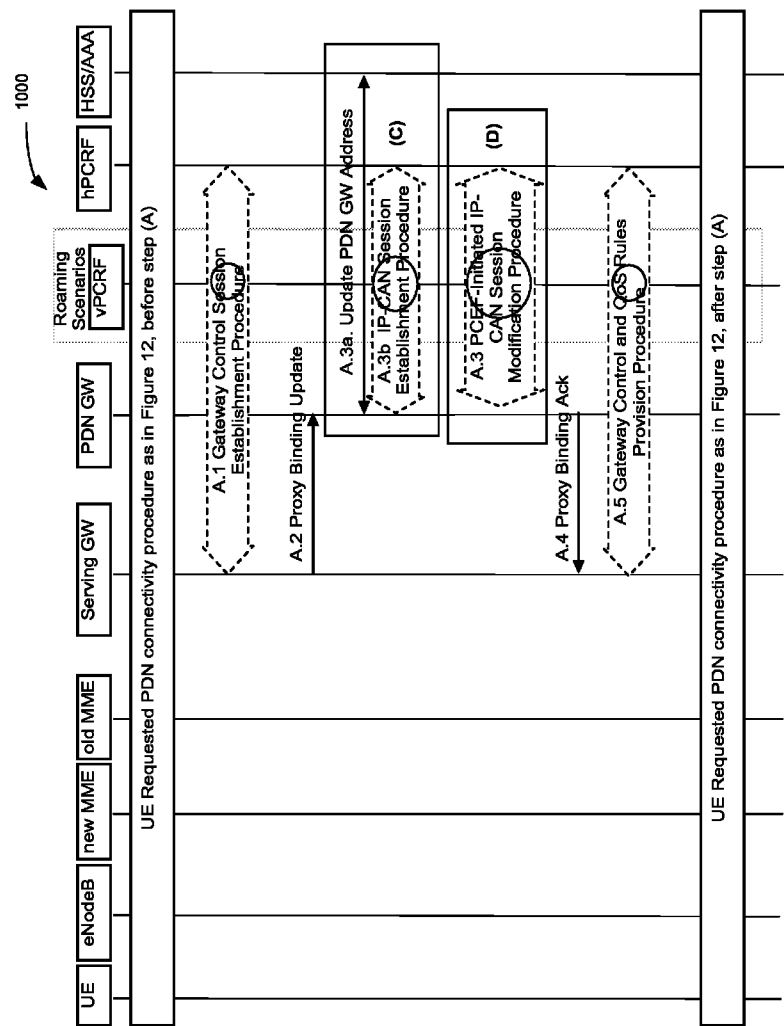 1000
UE
eNodeB
new MME
old MME
Serving GW
PDN GW
Roaming
Scenarios
vPCRF
hPCRF
HSS/AAA
UE Requested PDN connectivity procedure as in Figure 12, before step (A)
A.1 Gateway Control Session
Establishment Procedure
A.2 Proxy Binding Update
A.3a. Update PDN GW Address
A.3b IP-CAN Session
Establishment Procedure
(C)
A.3 PCEF-Initiated IP-
CAN Session
Modification Procedure
(D)
A.4 Proxy Binding Ack
A.5 Gateway Control and QoS Rules
Provision Procedure
UE Requested PDN connectivity procedure as in Figure 12, after step (A)